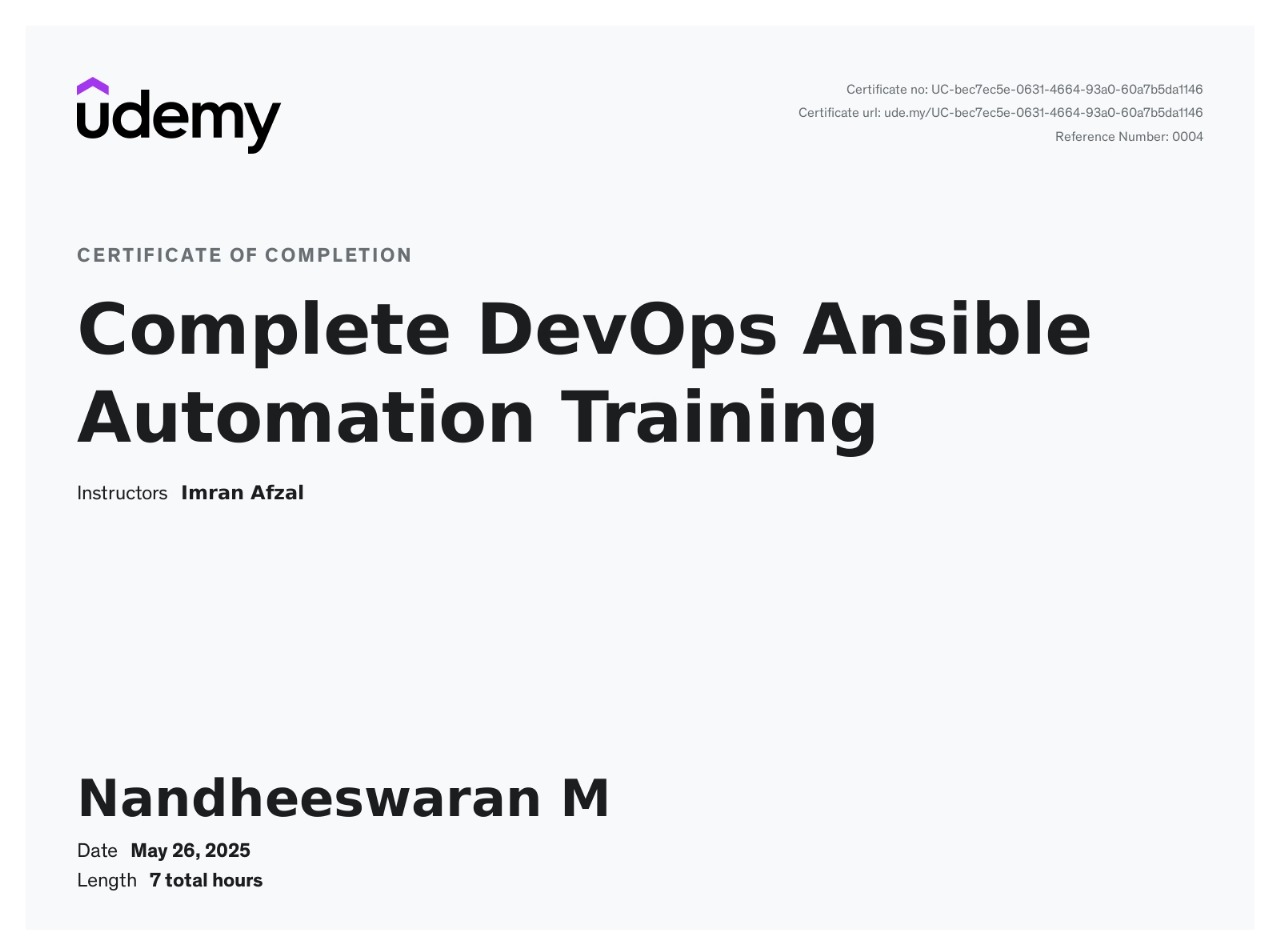 udemy
Certificate no: UC-bec7ec5e-0631-4664-93a0-60a7b5da1146
Certificate url: ude.my/UC-bec7ec5e-0631-4664-93a0-60a7b5da1146
Reference Number: 0004
CERTIFICATE OF COMPLETION
Complete DevOps Ansible
Automation Training
Instructors Imran Afzal
Nandheeswaran M
Date May 26, 2025
Length 7 total hours